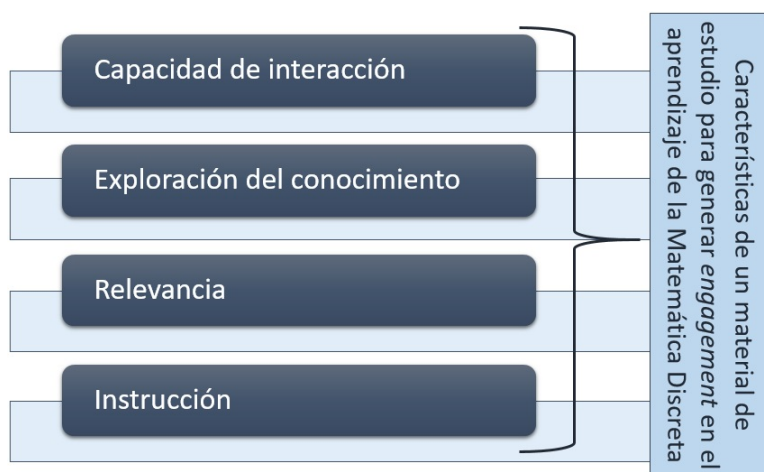 Capacidad de interacción
Exploración del conocimiento
Relevancia
Instrucción
Características de un material de
estudio para generar engagement en el
aprendizaje de la Matemática Discreta